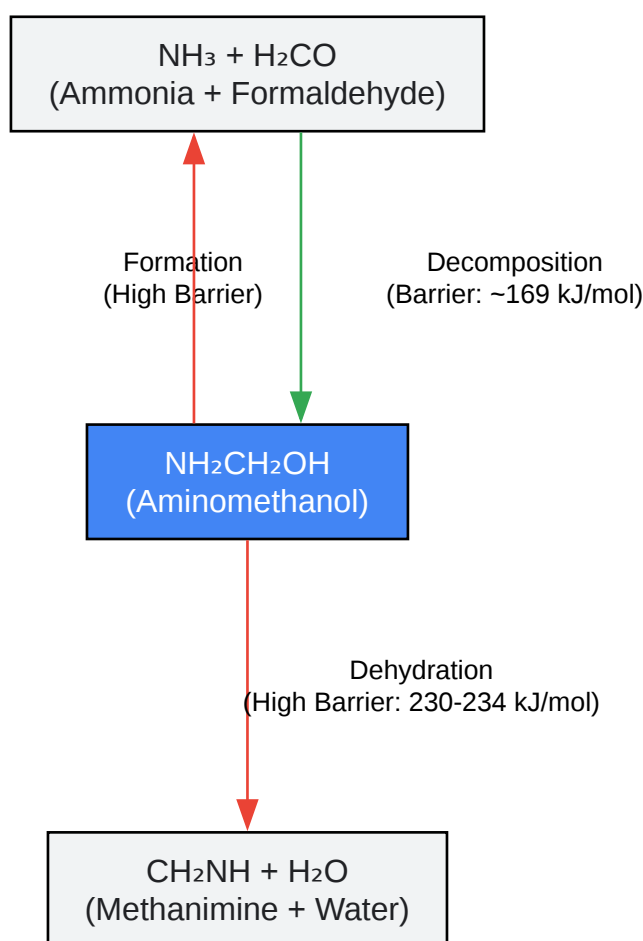 NH₃ + H₂CO
(Ammonia + Formaldehyde)
Formation
(High Barrier)
Decomposition
(Barrier: ~169 kJ/mol)
NH₂CH₂OH
(Aminomethanol)
Dehydration
(High Barrier: 230-234 kJ/mol)
CH₂NH + H₂O
(Methanimine + Water)